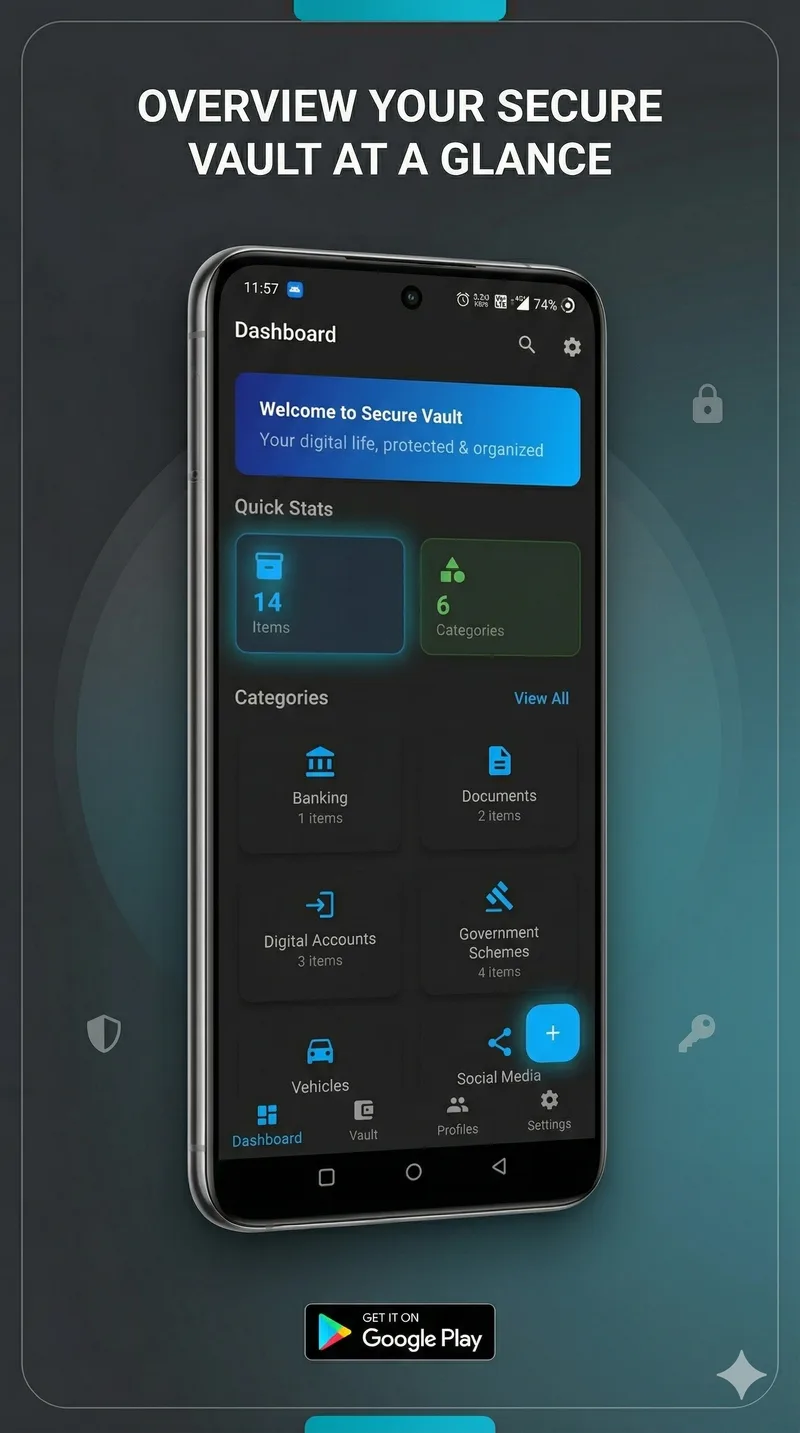 OVERVIEW YOUR SECURE
VAULT AT A GLANCE
11:57
74%
Dashboard
Welcome to Secure Vault
Your digital life, protected & organized
Quick Stats
14
Items
6
Categories
Categories
View All
Banking
1 items
Documents
2 items
Digital Accounts
3 items
Government
Schemes
4 items
Vehicles
Social Media
+
Dashboard
Vault
Profiles
Settings
GET IT ON
Google Play